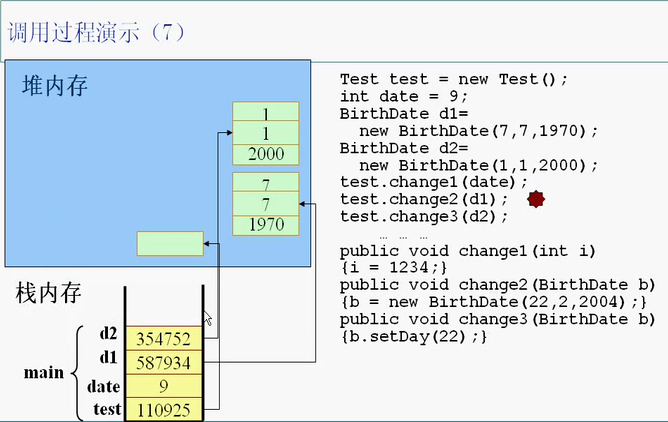 调用过程演示（7）
堆内存
1
1
2000
7
7
1970
栈内存
main
d2
354752
d1
587934
date
9
test
110925
Test test = new Test();
int date = 9;
BirthDate d1=
new BirthDate(7,7,1970);
BirthDate d2=
new BirthDate(1,1,2000);
test.change1(date);
test.change2(d1);
test.change3(d2);
… … …
public void change1(int i)
{i = 1234;}
public void change2(BirthDate b)
{b = new BirthDate(22,2,2004);}
public void change3(BirthDate b)
{b.setDay(22);}